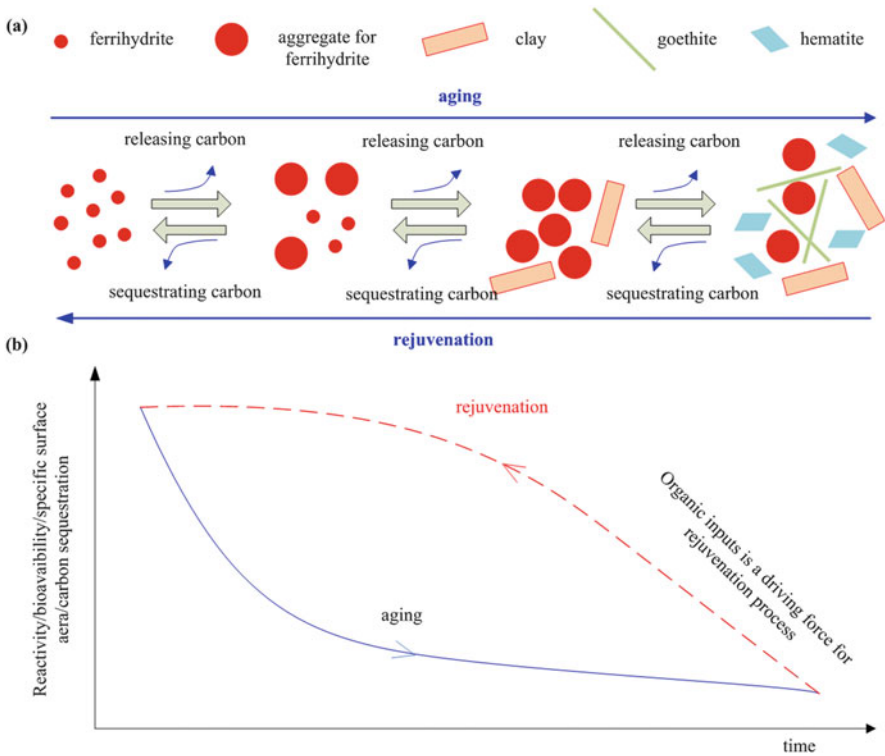 (a)
ferrihydrite
aggregate for
ferrihydrite
clay
goethite
hematite
aging
releasing carbon
releasing carbon
releasing carbon
sequestrating carbon
sequestrating carbon
sequestrating carbon
rejuvenation
(b)
Reactivity/bioavaibility/specific surface
aera/carbon sequestration
rejuvenation
Organic inputs is a driving force for
rejuvenation process
aging
time